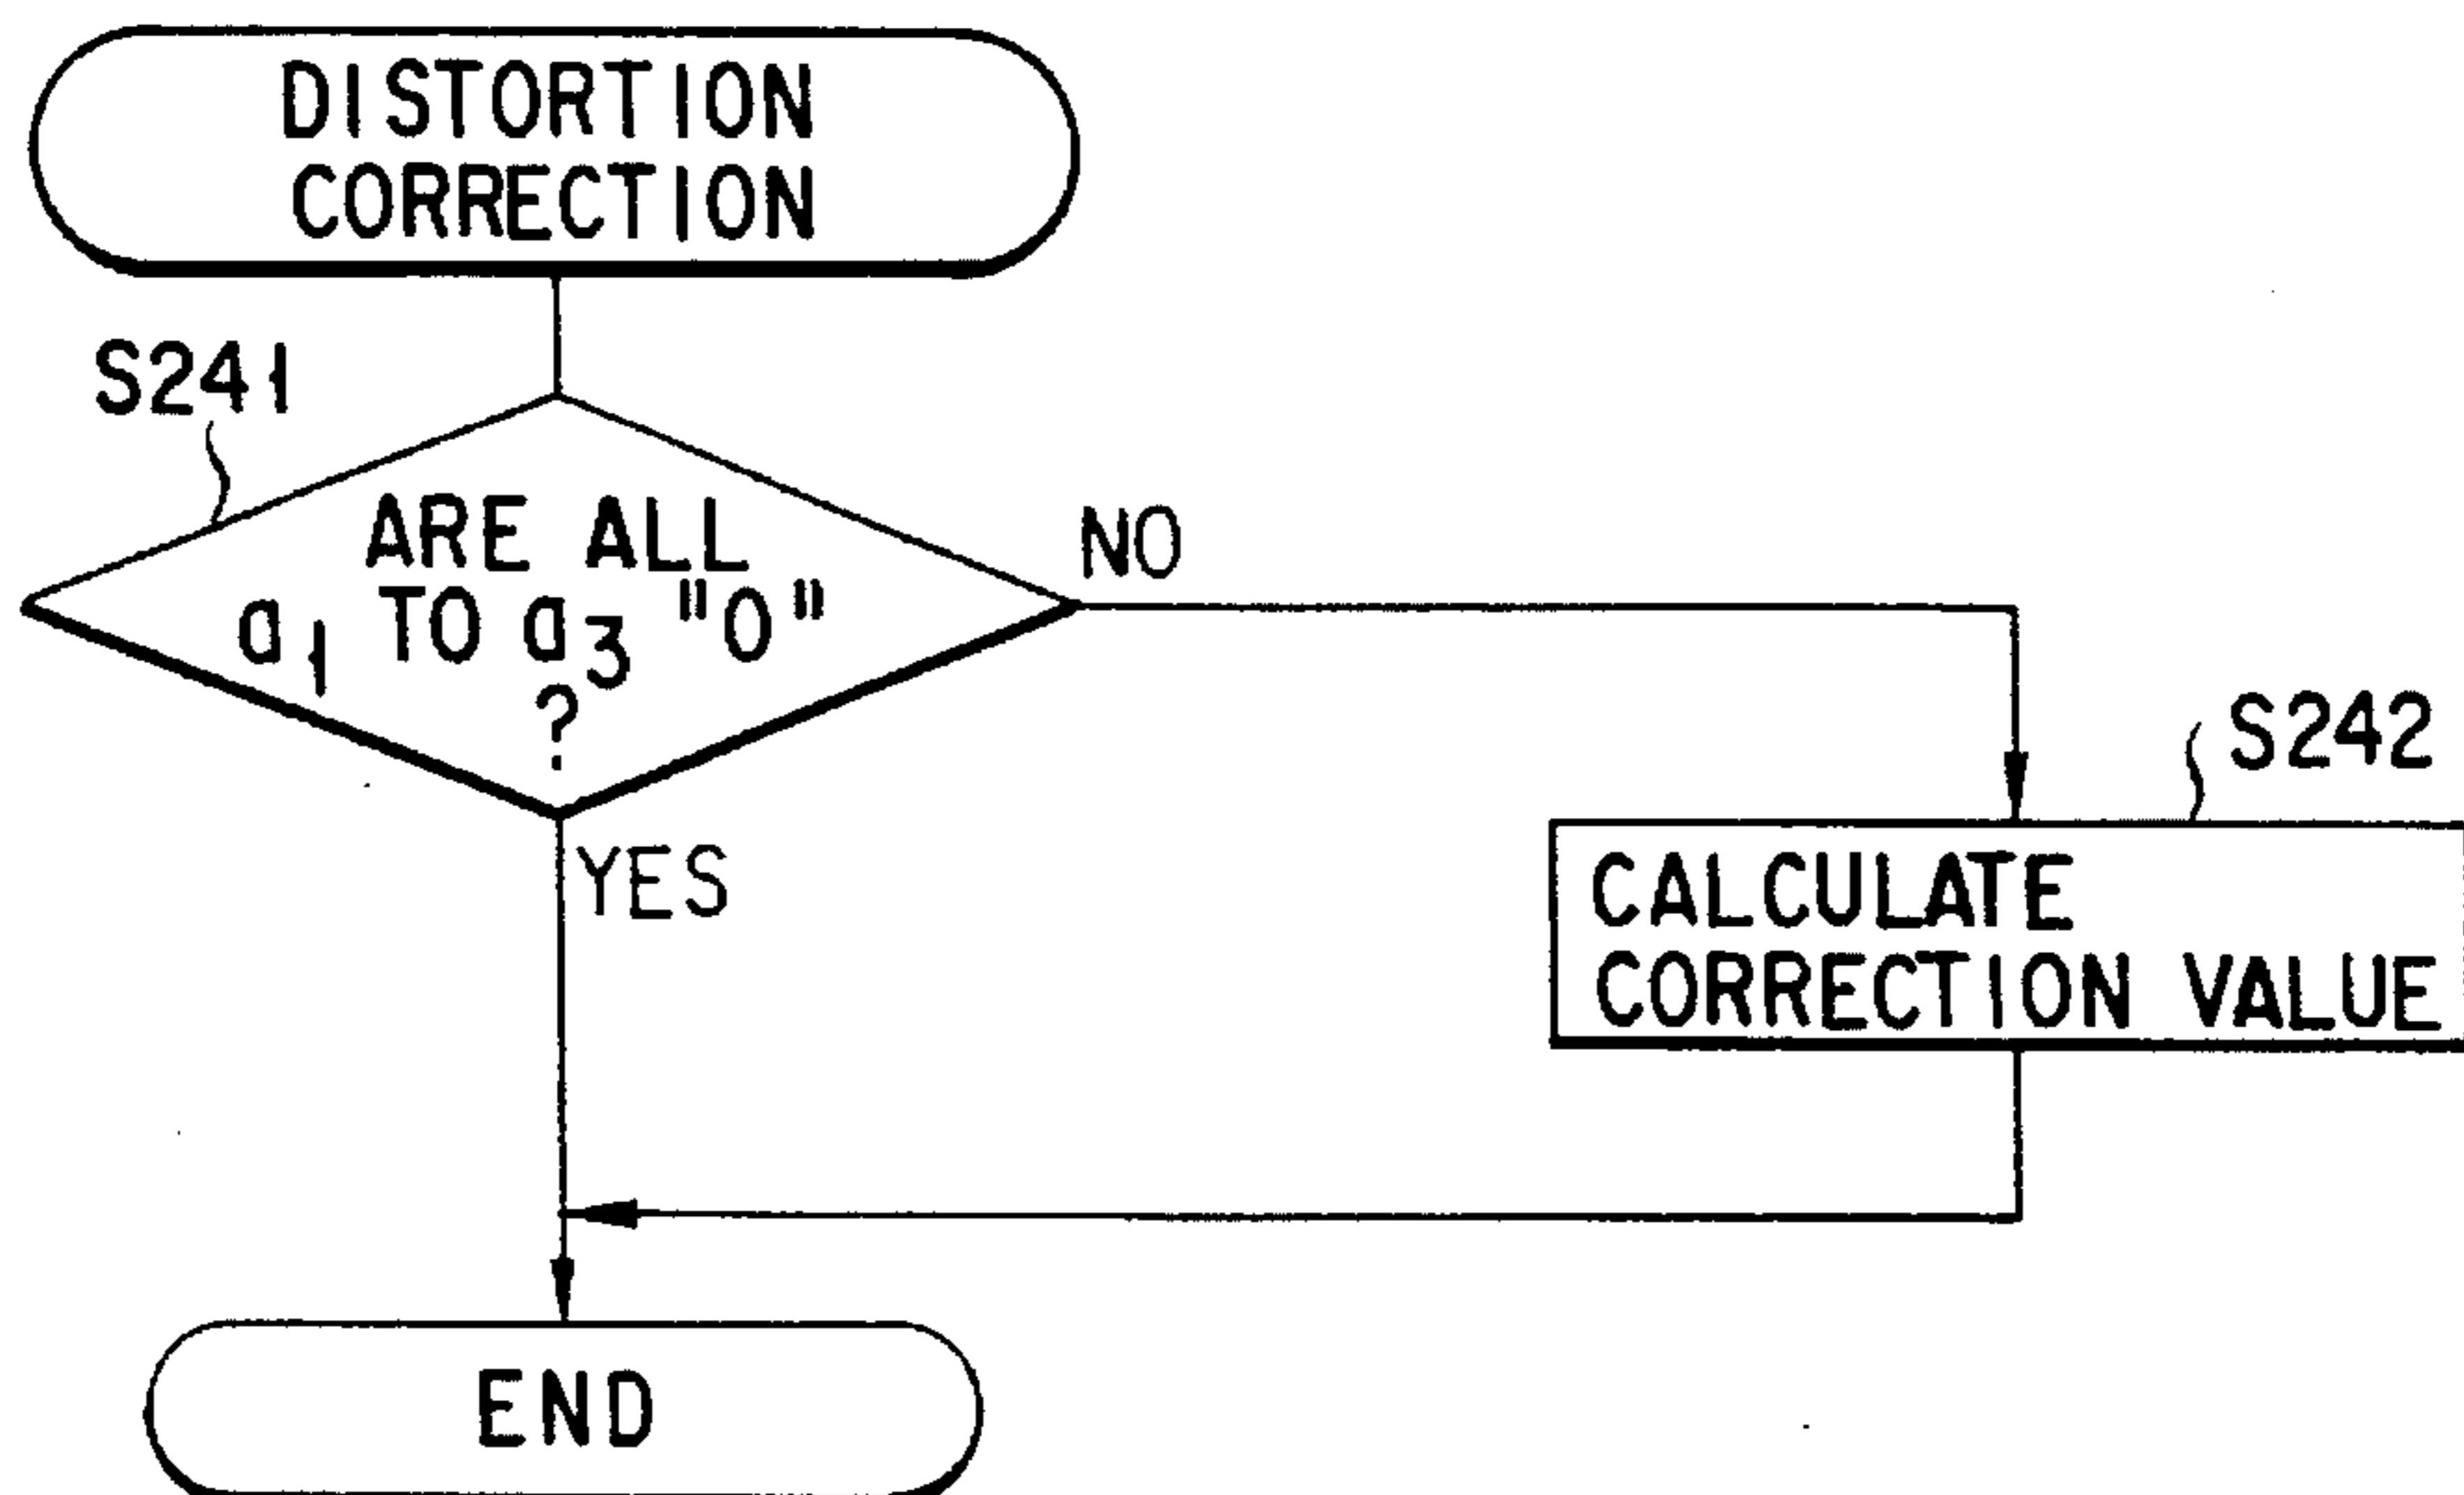 DISTORTION
CORRECTION
S241
ARE ALL
a₁ TO a₃ "0"
?
NO
YES
S242
CALCULATE
CORRECTION VALUE
END